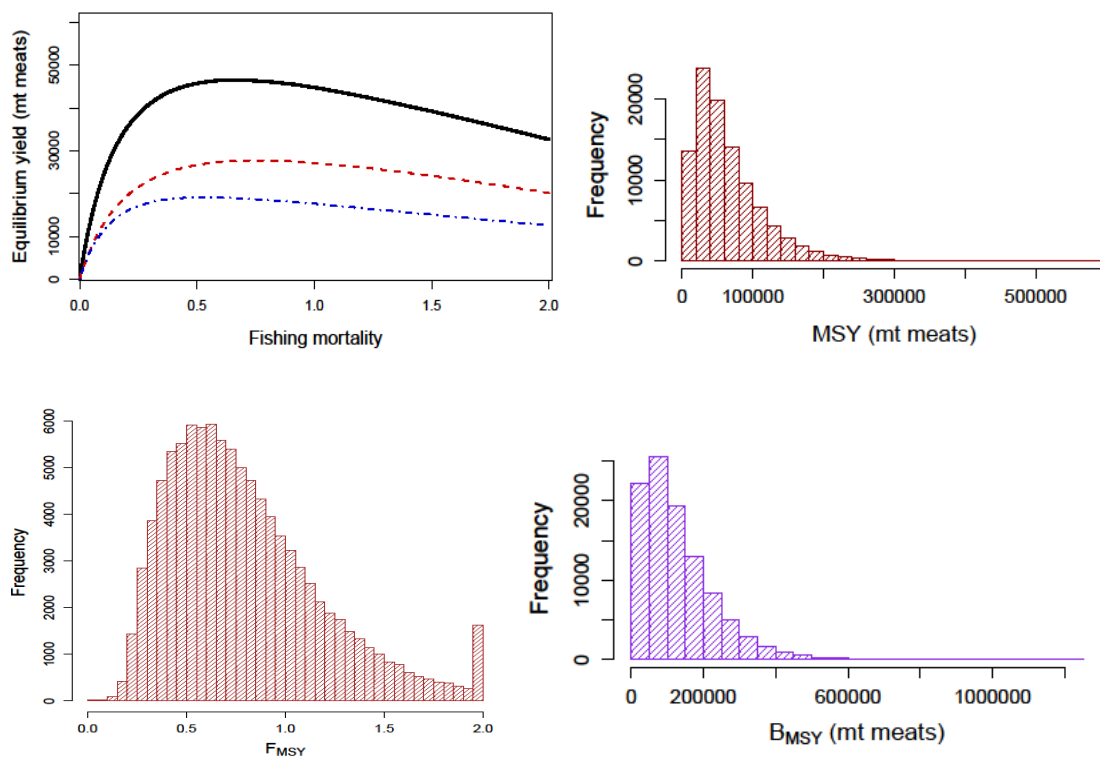 Equilibrium yield (mt meats)
50000
30000
10000
0
0.0 0.5 1.0 1.5 2.0
Fishing mortality
Frequency
20000
10000
0
0 100000 300000 500000
MSY (mt meats)
Frequency
6000
5000
4000
3000
2000
1000
0
0.0 0.5 1.0 1.5 2.0
FMSY
Frequency
20000
10000
0
0 200000 600000 1000000
BMSY (mt meats)